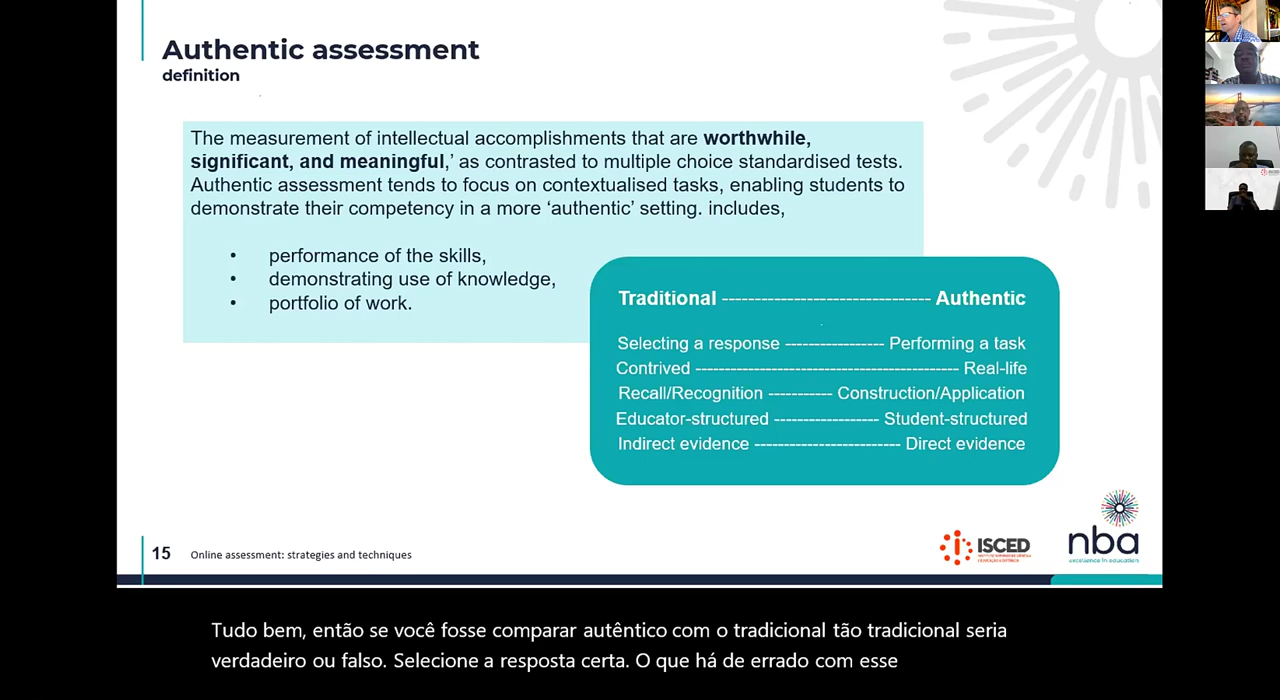 Authentic assessment
definition
The measurement of intellectual accomplishments that are worthwhile,
significant, and meaningful,’ as contrasted to multiple choice standardised tests.
Authentic assessment tends to focus on contextualised tasks, enabling students to
demonstrate their competency in a more ‘authentic’ setting. includes,
• performance of the skills,
• demonstrating use of knowledge,
• portfolio of work.
Traditional -------------------------------- Authentic
Selecting a response ----------------- Performing a task
Contrived --------------------------------------------- Real-life
Recall/Recognition ----------- Construction/Application
Educator-structured ------------------ Student-structured
Indirect evidence ------------------------- Direct evidence
15 Online assessment: strategies and techniques
ISCED
nba
excellence in education
Tudo bem, então se você fosse comparar autêntico com o tradicional tão tradicional seria
verdadeiro ou falso. Selecione a resposta certa. O que há de errado com esse